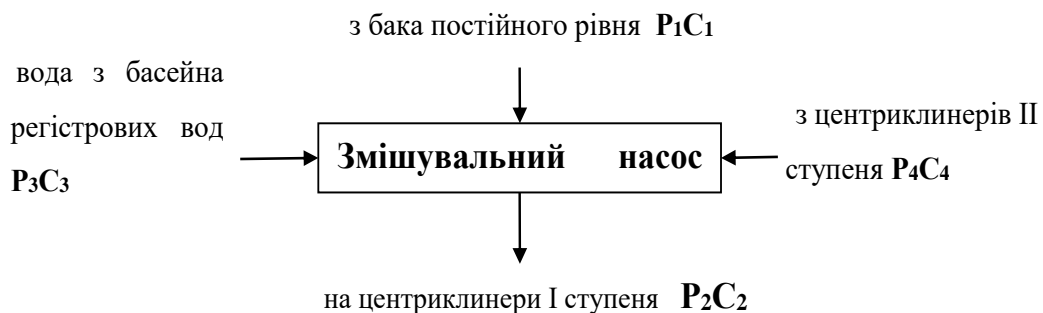 з бака постійного рівня P₁C₁
вода з басейна
регістрових вод
P₃C₃
Змішувальний насос
з центриклинерів II
ступеня P₄C₄
на центриклинери I ступеня P₂C₂